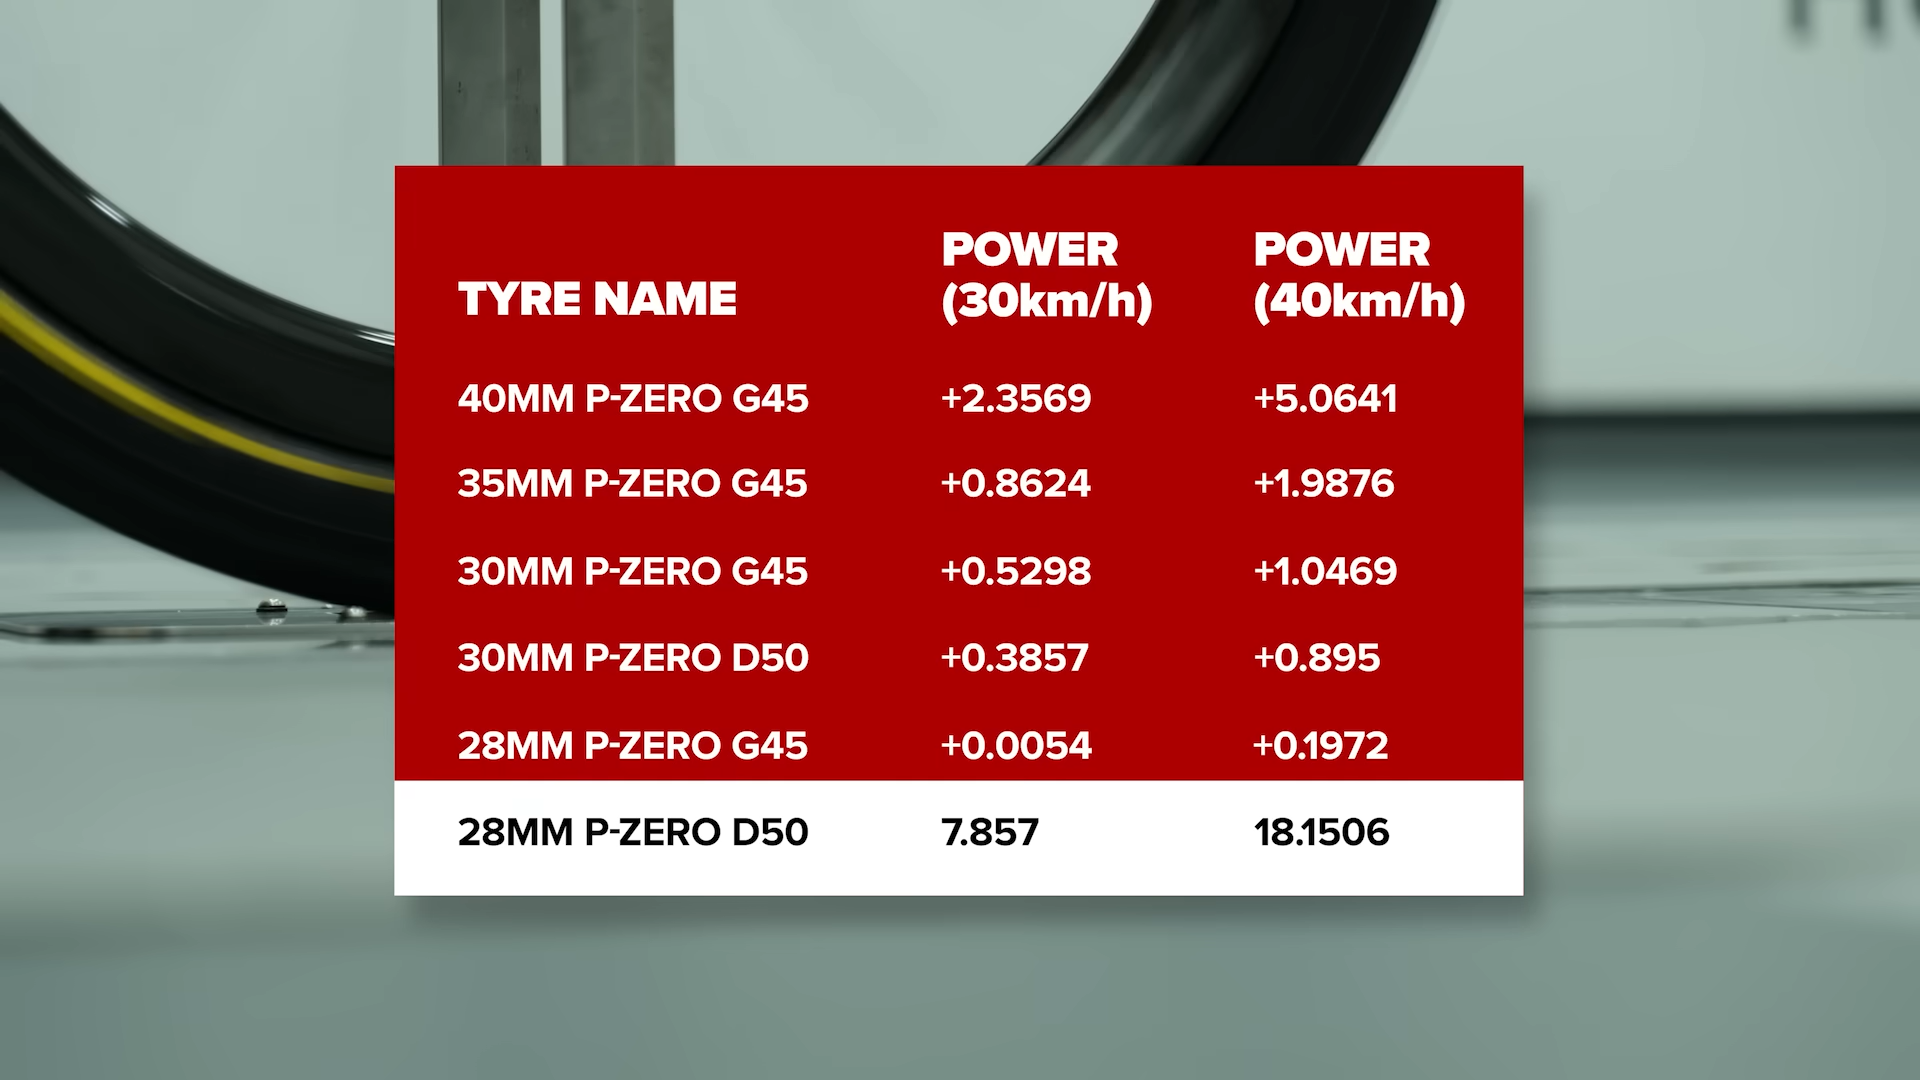 TYRE NAME POWER (30km/h) POWER (40km/h)
40MM P-ZERO G45 +2.3569 +5.0641
35MM P-ZERO G45 +0.8624 +1.9876
30MM P-ZERO G45 +0.5298 +1.0469
30MM P-ZERO D50 +0.3857 +0.895
28MM P-ZERO G45 +0.0054 +0.1972
28MM P-ZERO D50 7.857 18.1506